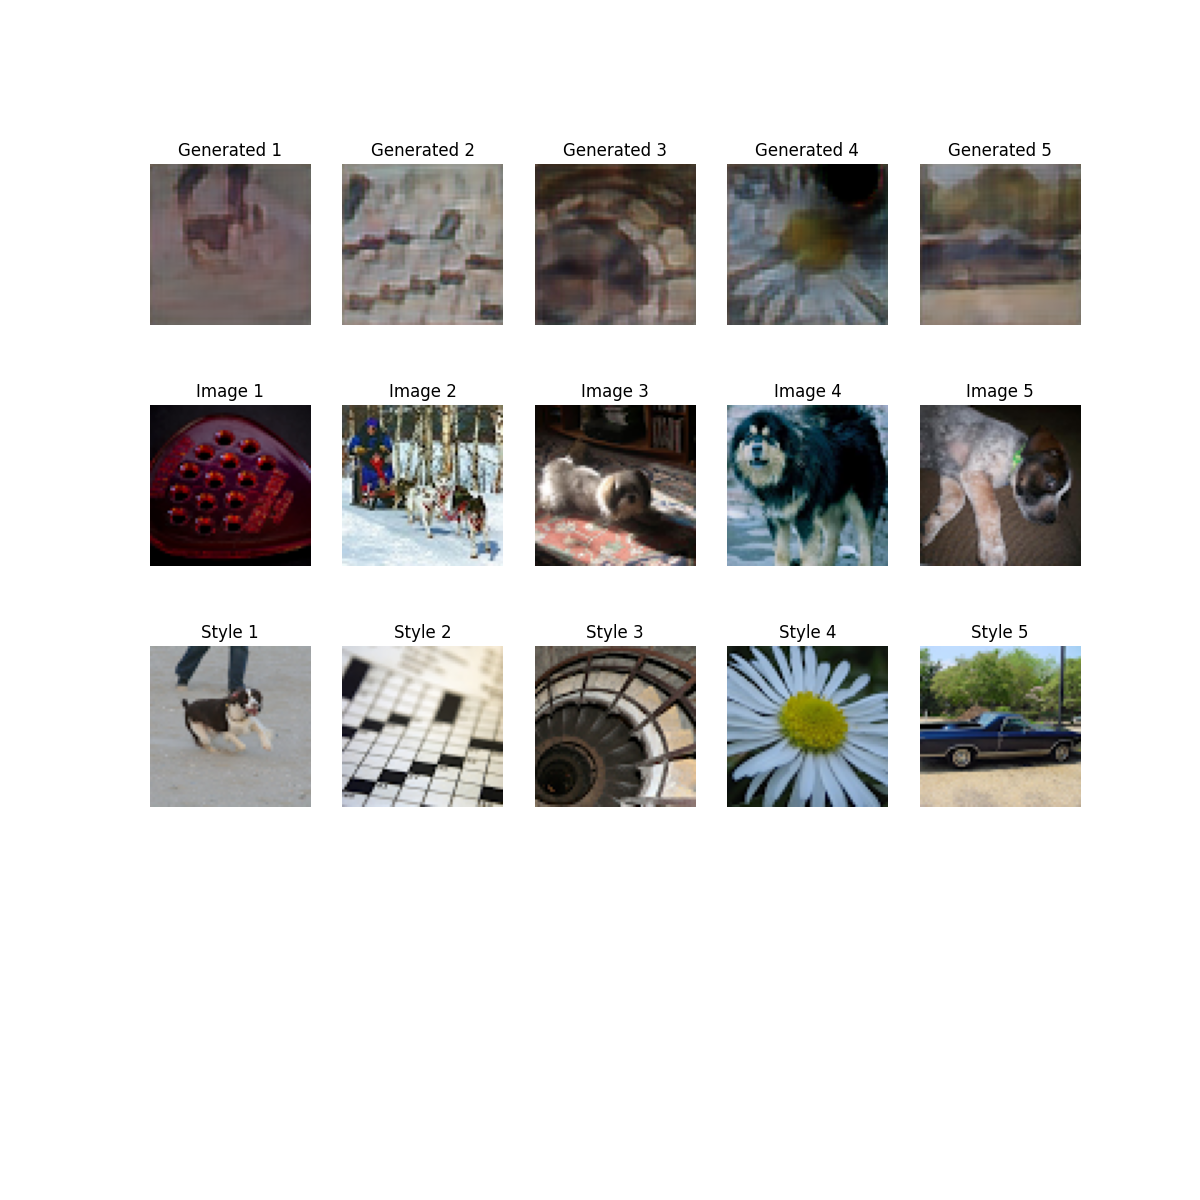 Generated 1
Generated 2
Generated 3
Generated 4
Generated 5
Image 1
Image 2
Image 3
Image 4
Image 5
Style 1
Style 2
Style 3
Style 4
Style 5